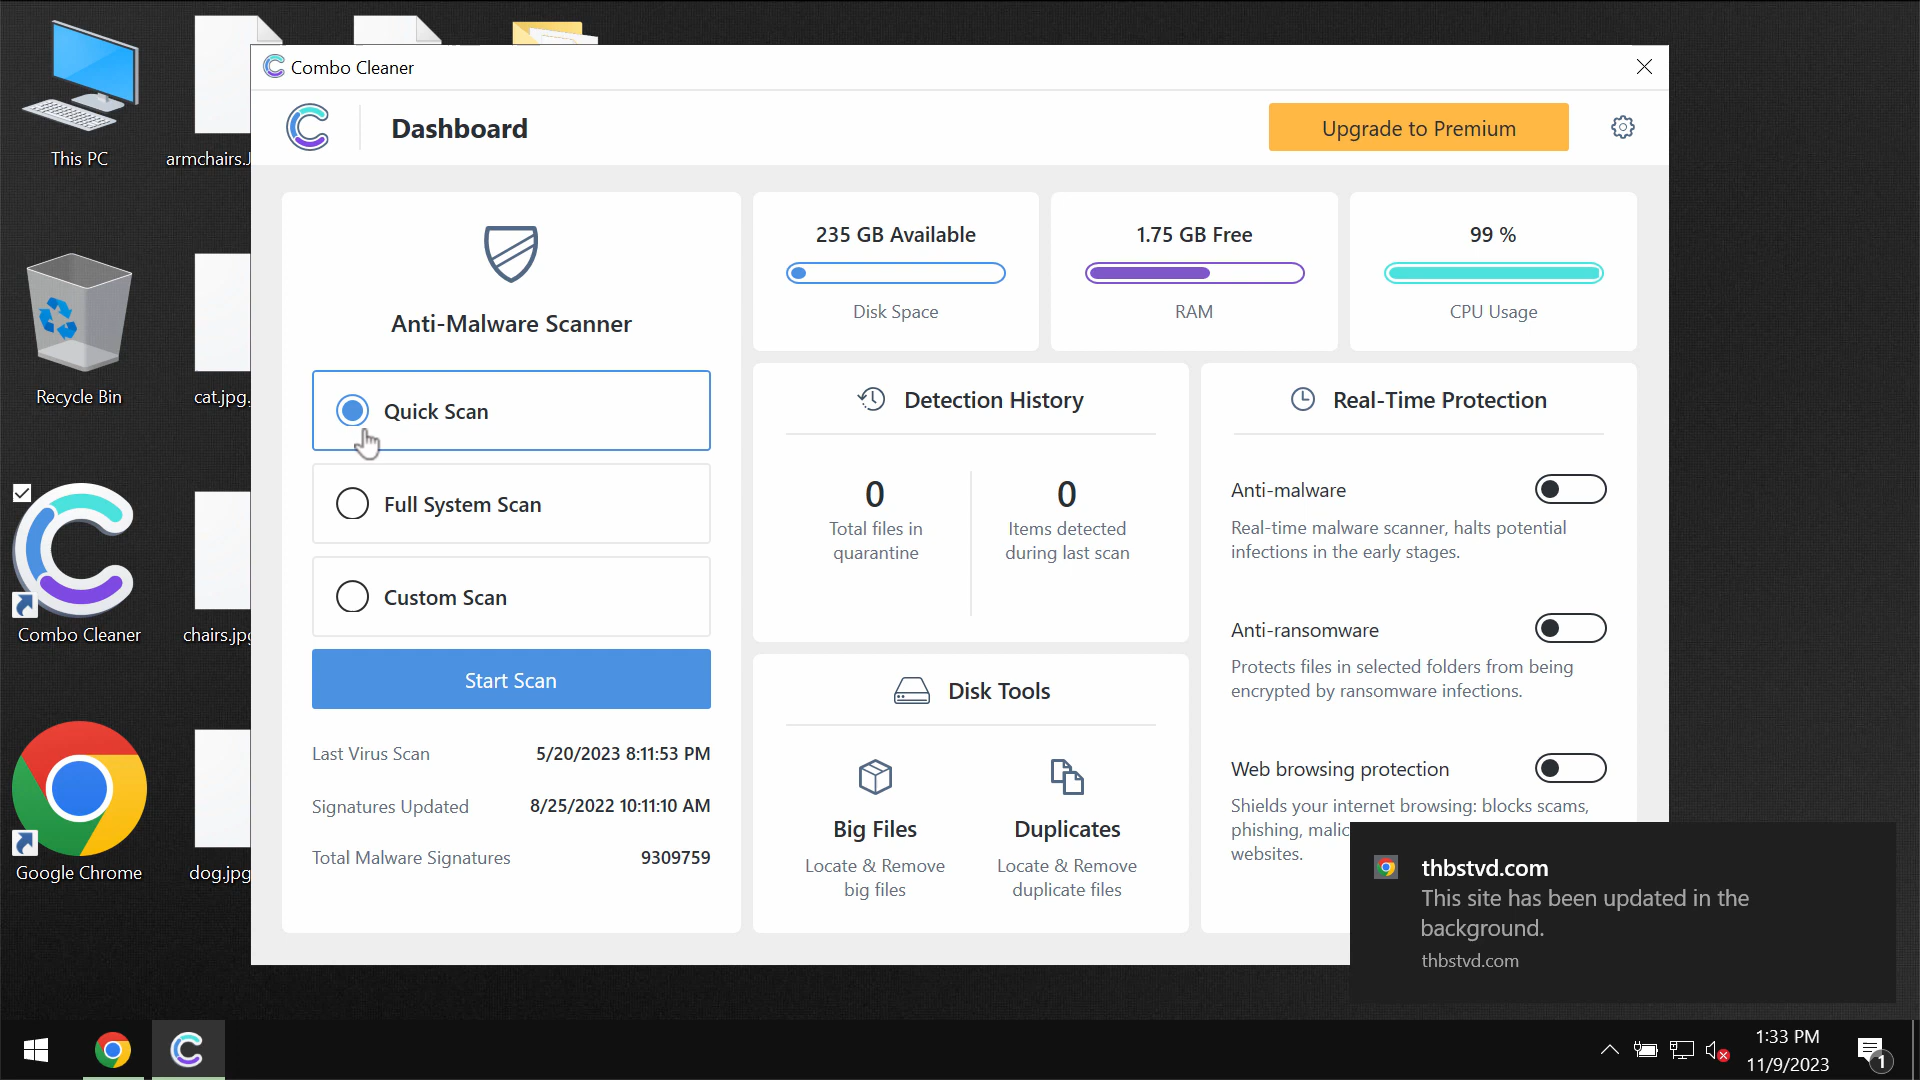 This PC
armchairs.J
Recycle Bin
cat.jpg.
Combo Cleaner
chairs.jpg
Google Chrome
dog.jpg
Combo Cleaner
Dashboard
Upgrade to Premium
Anti-Malware Scanner
Quick Scan
Full System Scan
Custom Scan
Start Scan
Last Virus Scan 5/20/2023 8:11:53 PM
Signatures Updated 8/25/2022 10:11:10 AM
Total Malware Signatures 9309759
235 GB Available
Disk Space
1.75 GB Free
RAM
99 %
CPU Usage
Detection History
0
Total files in
quarantine
0
Items detected
during last scan
Disk Tools
Big Files
Locate & Remove
big files
Duplicates
Locate & Remove
duplicate files
Real-Time Protection
Anti-malware
Real-time malware scanner, halts potential
infections in the early stages.
Anti-ransomware
Protects files in selected folders from being
encrypted by ransomware infections.
Web browsing protection
Shields your internet browsing: blocks scams,
phishing, malic
websites.
thbstvd.com
This site has been updated in the
background.
thbstvd.com
1:33 PM
11/9/2023
1